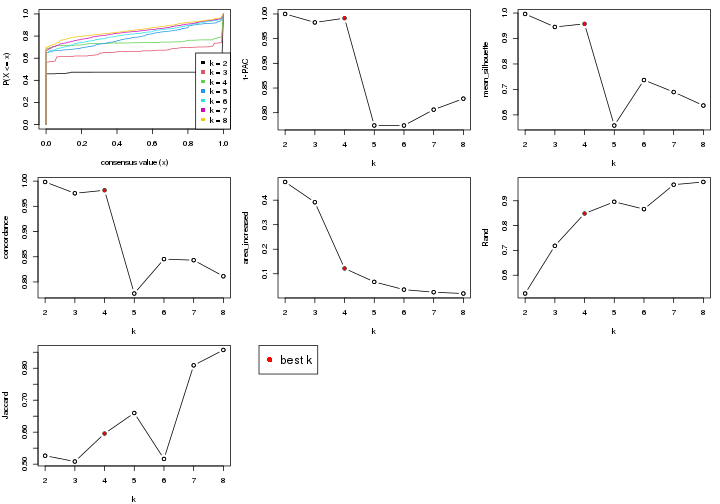 P(X <= x)
0.0 0.2 0.4 0.6 0.8 1.0
0.0 0.2 0.4 0.6 0.8 1.0
consensus value (x)
k = 2
k = 3
k = 4
k = 5
k = 6
k = 7
k = 8
1-PAC
0.80 0.85 0.90 0.95 1.00
2 3 4 5 6 7 8
k
mean_silhouette
0.6 0.7 0.8 0.9 1.0
2 3 4 5 6 7 8
k
concordance
0.80 0.85 0.90 0.95 1.00
2 3 4 5 6 7 8
k
area_increased
0.1 0.2 0.3 0.4
2 3 4 5 6 7 8
k
Rand
0.6 0.7 0.8 0.9
2 3 4 5 6 7 8
k
Jaccard
0.50 0.60 0.70 0.80
2 3 4 5 6 7 8
k
best k